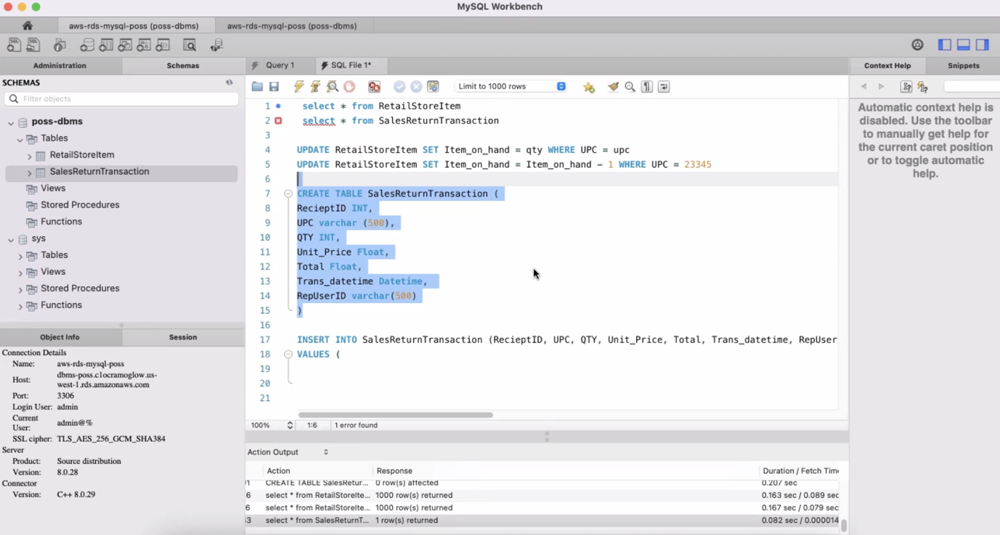 MySQL Workbench
aws-rds-mysql-poss (poss-dbms)
aws-rds-mysql-poss (poss-dbms)
Administration
Schemas
Query 1
SQL File 1*
Context Help
Snippets
SCHEMAS
Filter objects
poss-dbms
Tables
RetailStoreItem
SalesReturnTransaction
Views
Stored Procedures
Functions
sys
Tables
Views
Stored Procedures
Functions
Object Info
Session
Connection Details
Name: aws-rds-mysql-poss
Host: dbms-poss.c1ocramoglow.us-
west-1.rds.amazonaws.com
Port: 3306
Login User: admin
Current
User: admin@%
SSL cipher: TLS_AES_256_GCM_SHA384
Server
Product: Source distribution
Version: 8.0.28
Connector
Version: C++ 8.0.29
Limit to 1000 rows
1 select * from RetailStoreItem
2 select * from SalesReturnTransaction
3
4 UPDATE RetailStoreItem SET Item_on_hand = qty WHERE UPC = upc
5 UPDATE RetailStoreItem SET Item_on_hand = Item_on_hand - 1 WHERE UPC = 23345
6
7 CREATE TABLE SalesReturnTransaction (
8 RecieptID INT,
9 UPC varchar (500),
10 QTY INT,
11 Unit_Price Float,
12 Total Float,
13 Trans_datetime Datetime,
14 RepUserID varchar(500)
15 )
16
17 INSERT INTO SalesReturnTransaction (RecieptID, UPC, QTY, Unit_Price, Total, Trans_datetime, RepUser
18 VALUES (
19
20
21
100%
1:6
1 error found
Action Output
Action Response Duration / Fetch Time
1 CREATE TABLE SalesRetur... 0 row(s) affected 0.207 sec
6 select * from RetailStoreIte... 1000 row(s) returned 0.163 sec / 0.089 sec
6 select * from RetailStoreIte... 1000 row(s) returned 0.167 sec / 0.079 sec
3 select * from SalesReturnT... 1 row(s) returned 0.082 sec / 0.000014
Automatic context help is
disabled. Use the toolbar
to manually get help for
the current caret position
or to toggle automatic
help.